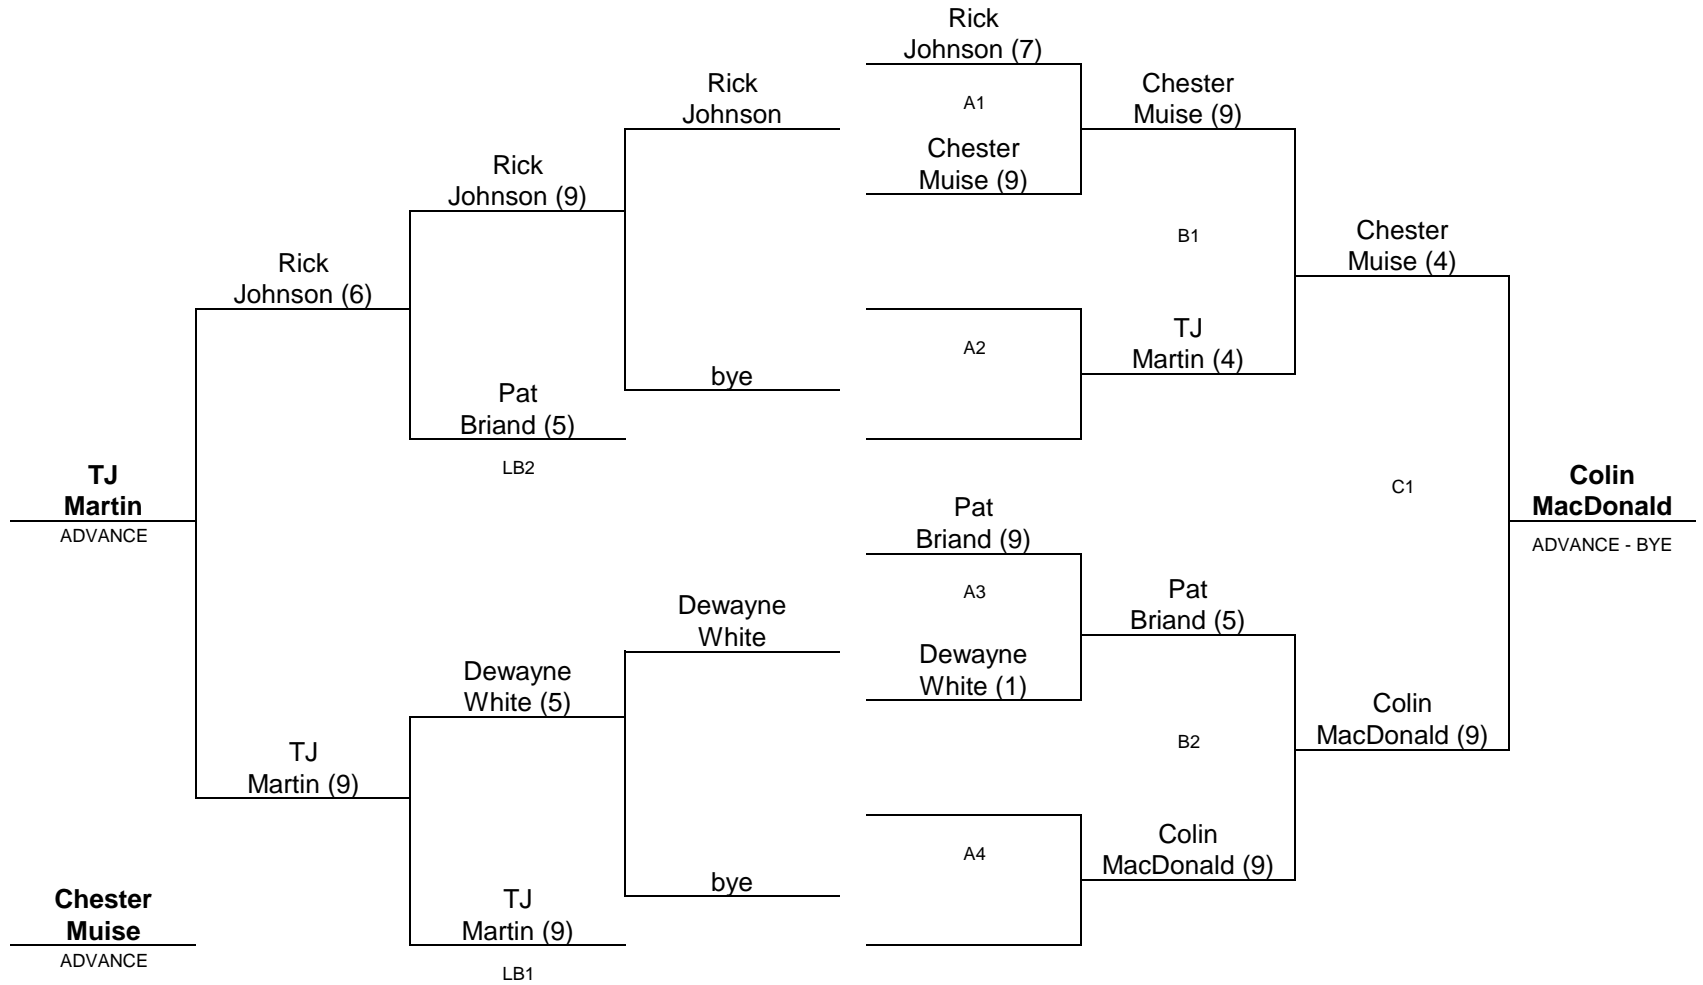 Rick
Johnson (7)
Rick
Johnson
A1
Chester
Muise (9)
Chester
Muise (9)
Rick
Johnson (9)
B1
Chester
Muise (4)
Rick
Johnson (6)
A2
TJ
Martin (4)
bye
Pat
Briand (5)
LB2
TJ
Martin
ADVANCE
C1
Colin
MacDonald
ADVANCE - BYE
Pat
Briand (9)
A3
Pat
Briand (5)
Dewayne
White
Dewayne
White (1)
Dewayne
White (5)
Colin
MacDonald (9)
B2
TJ
Martin (9)
A4
Colin
MacDonald (9)
bye
Chester
Muise
ADVANCE
TJ
Martin (9)
LB1